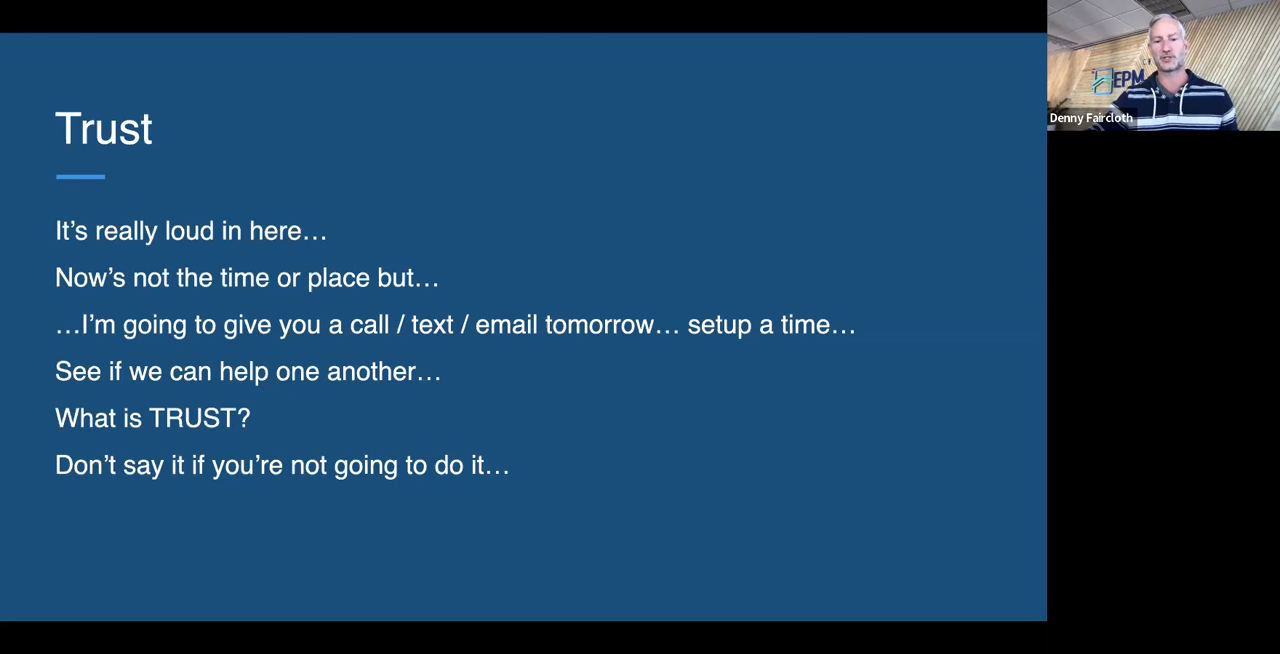 Trust
It’s really loud in here…
Now’s not the time or place but…
…I’m going to give you a call / text / email tomorrow… setup a time…
See if we can help one another…
What is TRUST?
Don’t say it if you’re not going to do it…
EPM
Denny Faircloth